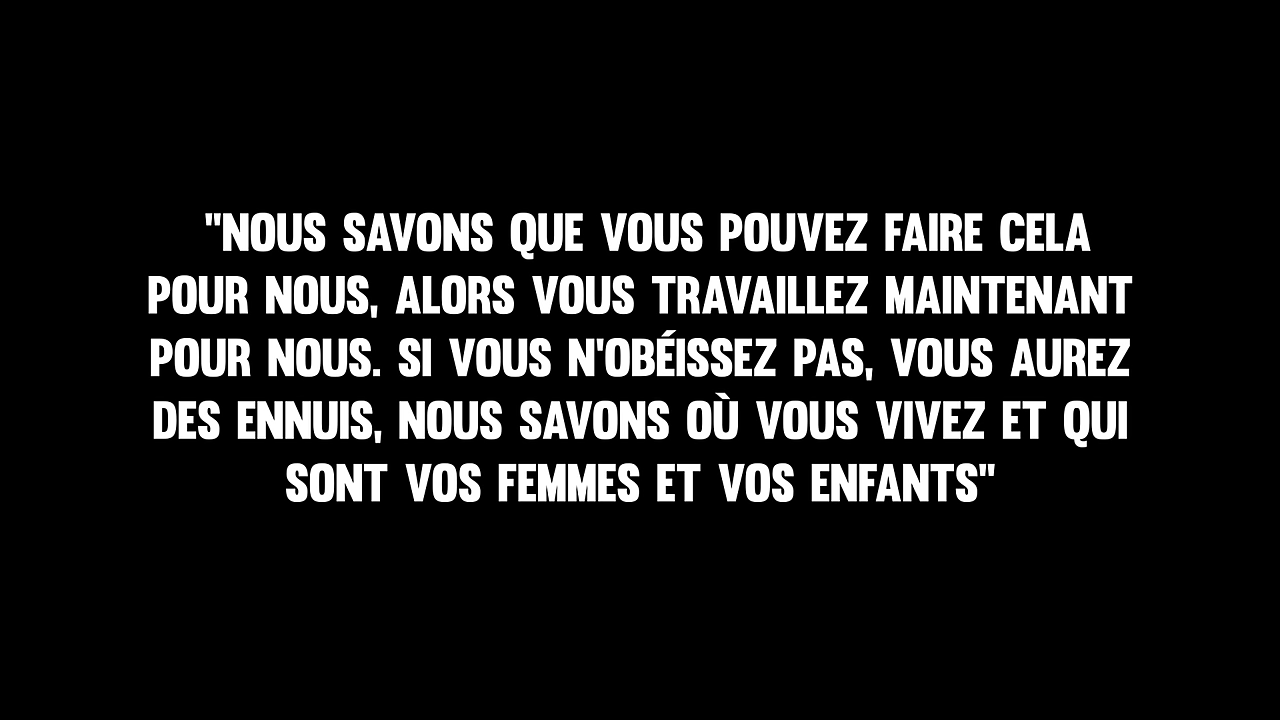 "NOUS SAVONS QUE VOUS POUVEZ FAIRE CELA
POUR NOUS, ALORS VOUS TRAVAILLEZ MAINTENANT
POUR NOUS. SI VOUS N'OBÉISSEZ PAS, VOUS AUREZ
DES ENNUIS, NOUS SAVONS OÙ VOUS VIVEZ ET QUI
SONT VOS FEMMES ET VOS ENFANTS"